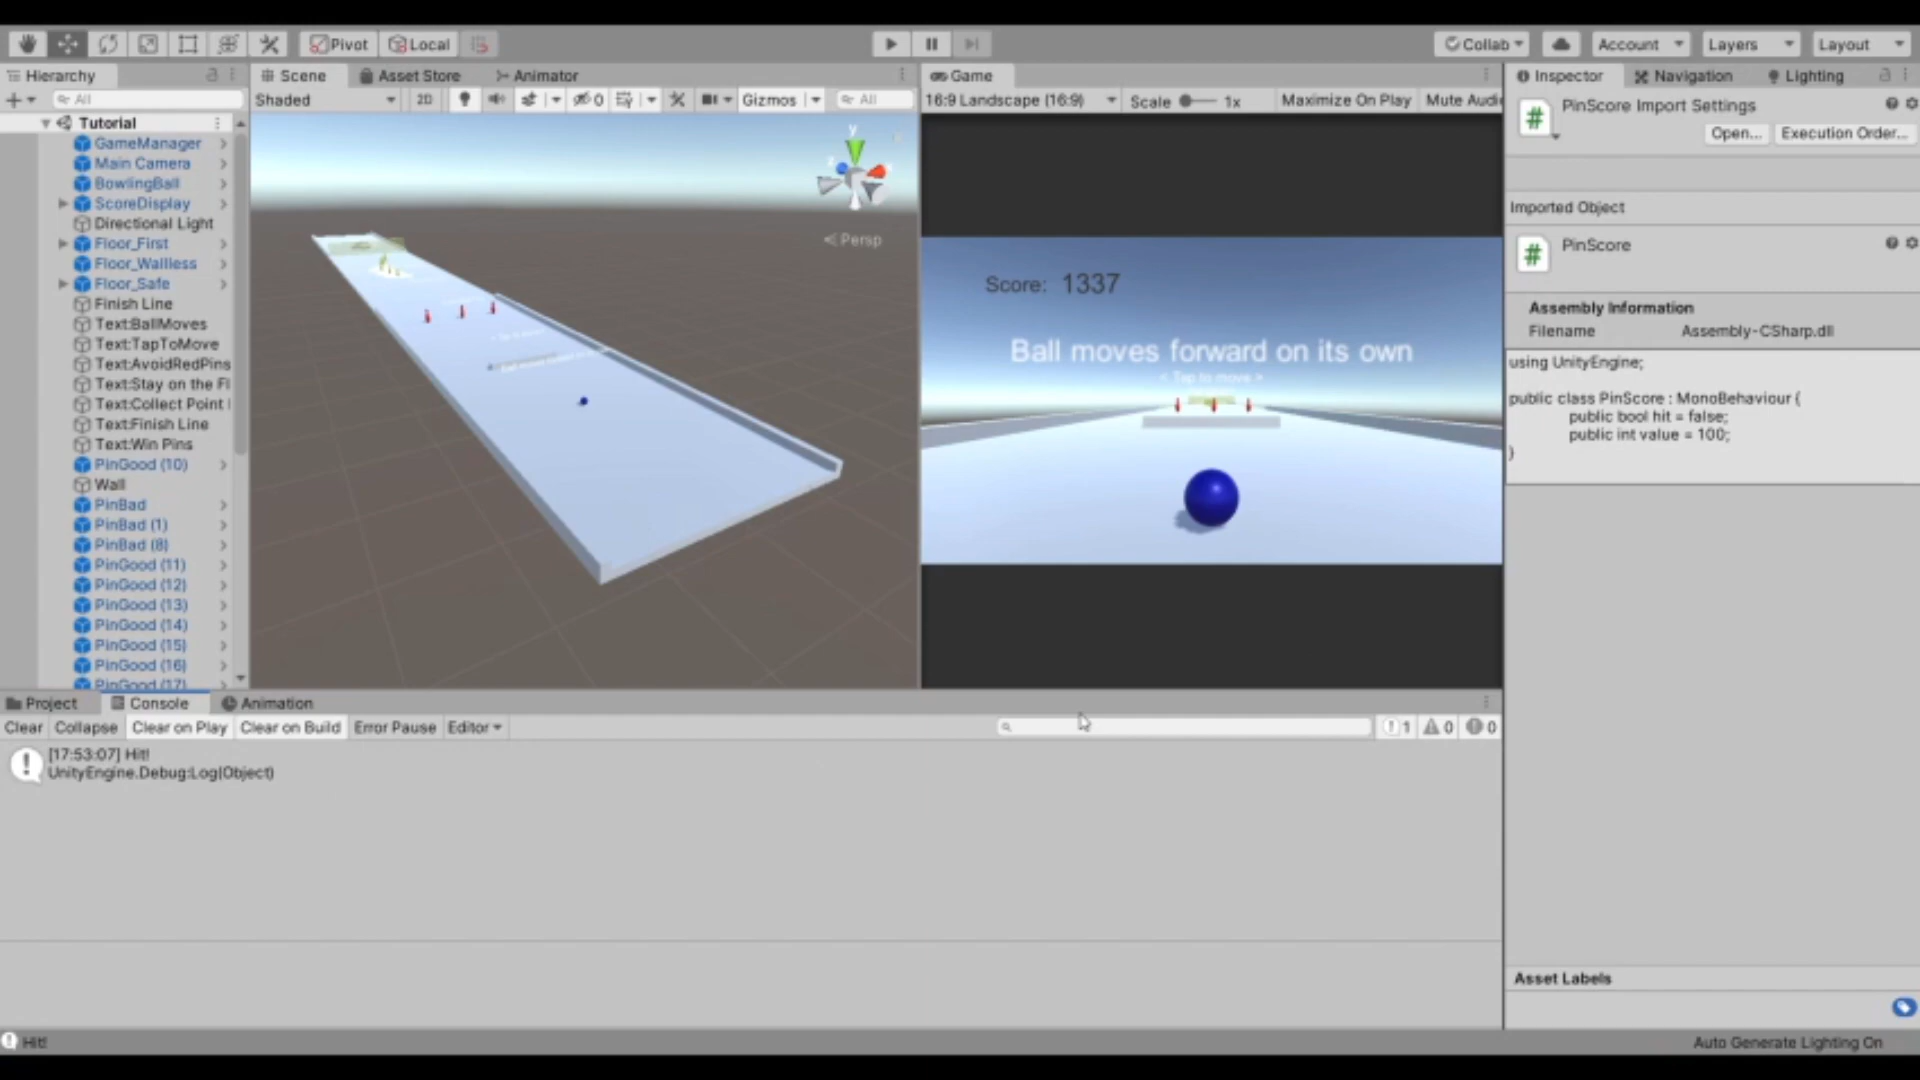 Pivot Local Collab Account Layers Layout
Hierarchy Scene Asset Store Animator Game Inspector Navigation Lighting
All Shaded 2D 0 Gizmos All 16:9 Landscape (16:9) Scale 1x Maximize On Play Mute Audi
Tutorial
GameManager
Main Camera
BowlingBall
ScoreDisplay
Directional Light
Floor_First
Floor_Wallless
Floor_Safe
Finish Line
Text:BallMoves
Text:TapToMove
Text:AvoidRedPins
Text:Stay on the Fl
Text:Collect Point
Text:Finish Line
Text:Win Pins
PinGood (10)
Wall
PinBad
PinBad (1)
PinBad (8)
PinGood (11)
PinGood (12)
PinGood (13)
PinGood (14)
PinGood (15)
PinGood (16)
PinGood (17)
y
x
z
Persp
Score: 1337
Ball moves forward on its own
< Tap to move >
PinScore Import Settings
Open... Execution Order...
Imported Object
PinScore
Assembly Information
Filename Assembly-CSharp.dll
using UnityEngine;
public class PinScore : MonoBehaviour {
public bool hit = false;
public int value = 100;
}
Asset Labels
Project Console Animation
Clear Collapse Clear on Play Clear on Build Error Pause Editor 1 0 0
[17:53:07] Hit!
UnityEngine.Debug:Log(Object)
Hit!
Auto Generate Lighting On